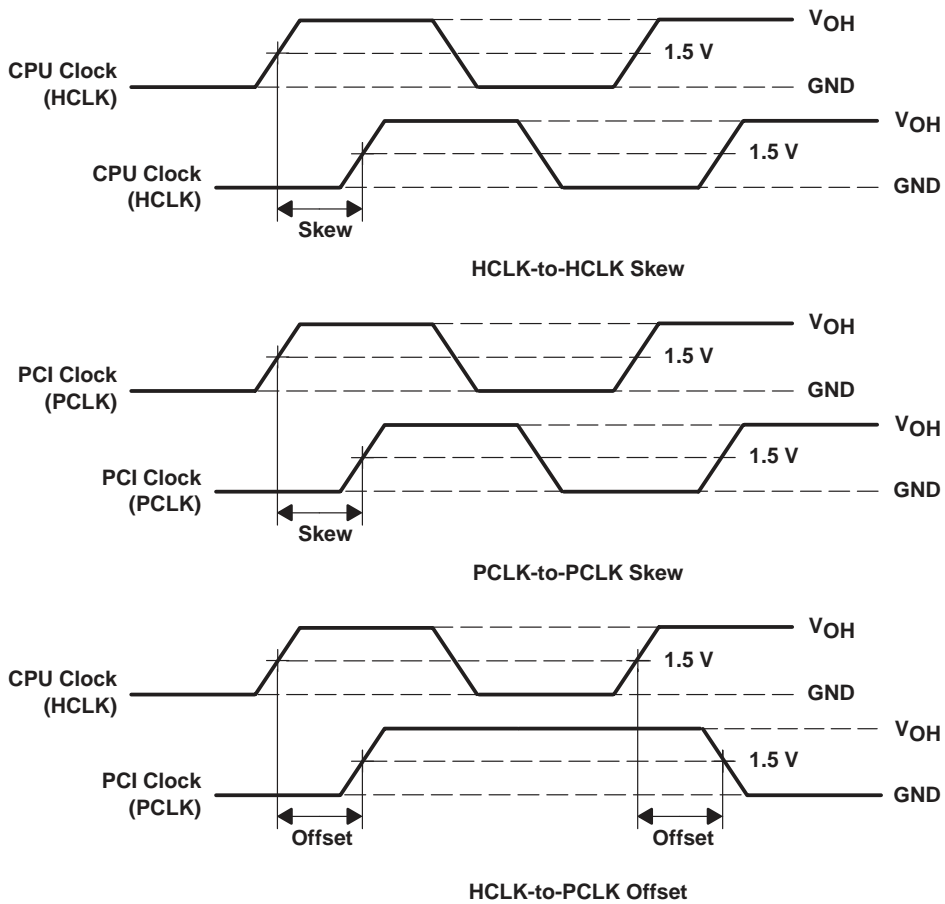 VOH
1.5 V
CPU Clock
(HCLK)
GND
VOH
1.5 V
CPU Clock
(HCLK)
GND
Skew
HCLK-to-HCLK Skew
VOH
1.5 V
PCI Clock
(PCLK)
GND
VOH
1.5 V
PCI Clock
(PCLK)
GND
Skew
PCLK-to-PCLK Skew
VOH
1.5 V
CPU Clock
(HCLK)
GND
VOH
1.5 V
PCI Clock
(PCLK)
GND
Offset
Offset
HCLK-to-PCLK Offset